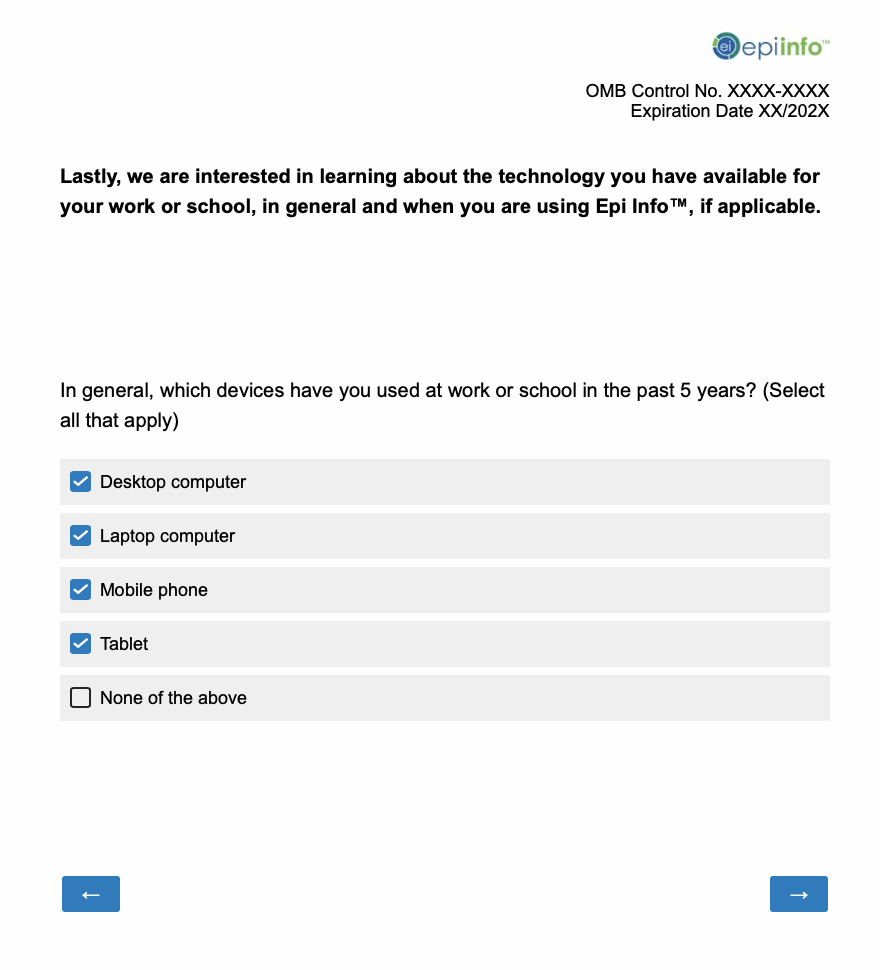 ei epiinfo™
OMB Control No. XXXX-XXXX
Expiration Date XX/202X
Lastly, we are interested in learning about the technology you have available for
your work or school, in general and when you are using Epi Info™, if applicable.
In general, which devices have you used at work or school in the past 5 years? (Select
all that apply)
Desktop computer
Laptop computer
Mobile phone
Tablet
None of the above
←
→